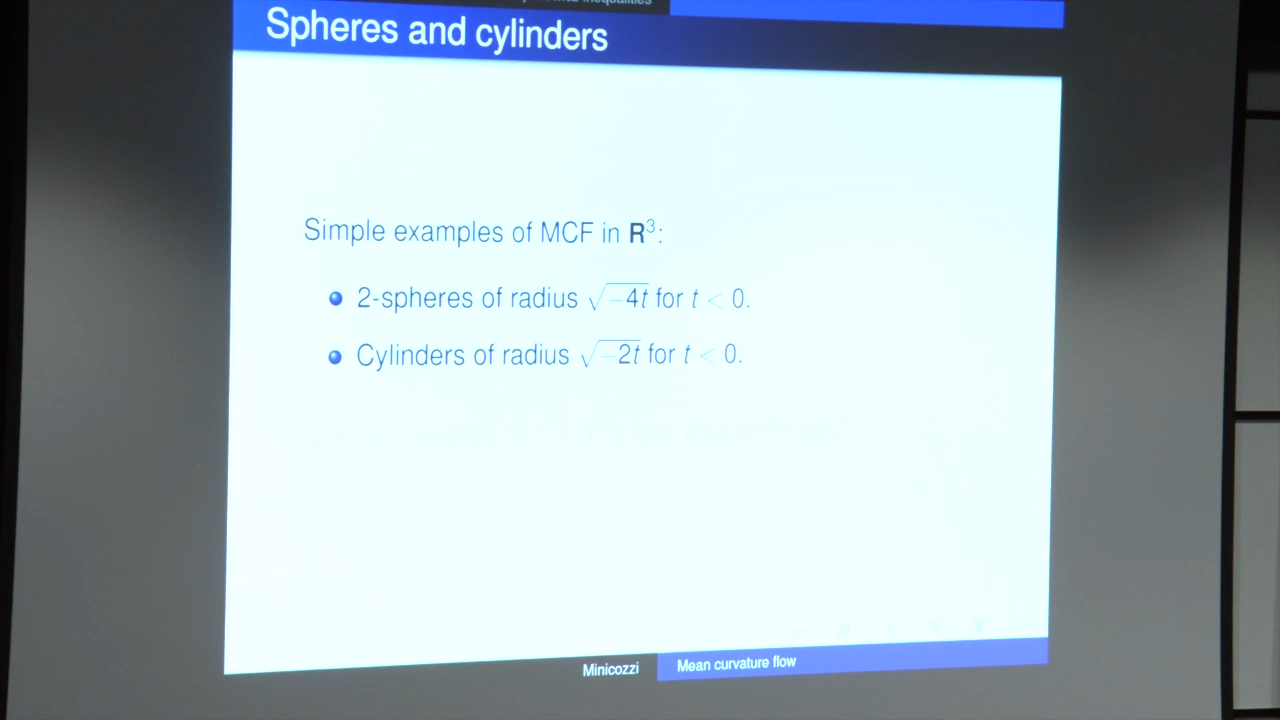 inequalities
Spheres and cylinders
Simple examples of MCF in R³:
2-spheres of radius √−4t for t < 0.
Cylinders of radius √−2t for t < 0.
Minicozzi
Mean curvature flow